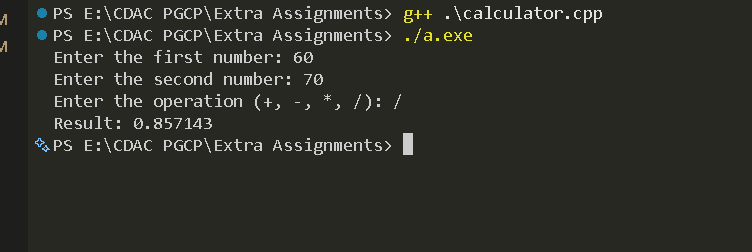 M
M
PS E:\CDAC PGCP\Extra Assignments> g++ .\calculator.cpp
PS E:\CDAC PGCP\Extra Assignments> ./a.exe
Enter the first number: 60
Enter the second number: 70
Enter the operation (+, -, *, /): /
Result: 0.857143
PS E:\CDAC PGCP\Extra Assignments>